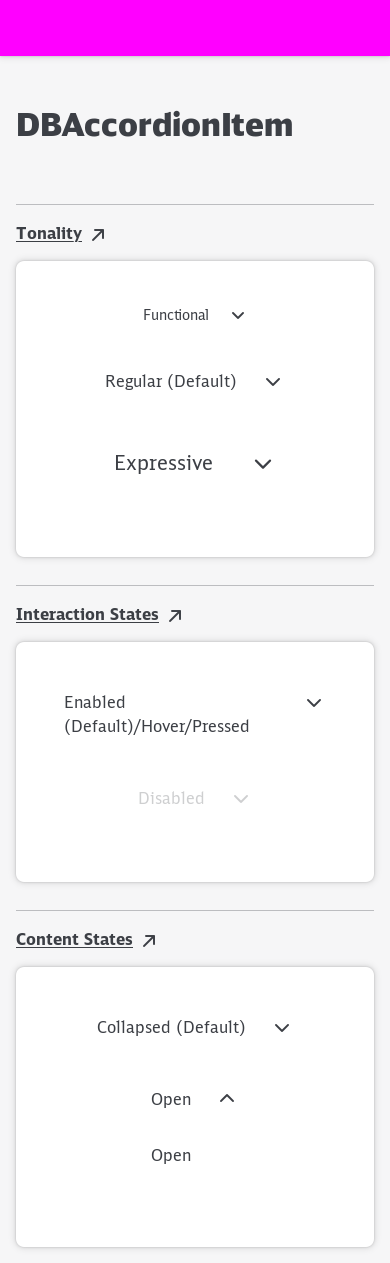 DBAccordionItem
Tonality
Functional
Regular (Default)
Expressive
Interaction States
Enabled
(Default)/Hover/Pressed
Disabled
Content States
Collapsed (Default)
Open
Open